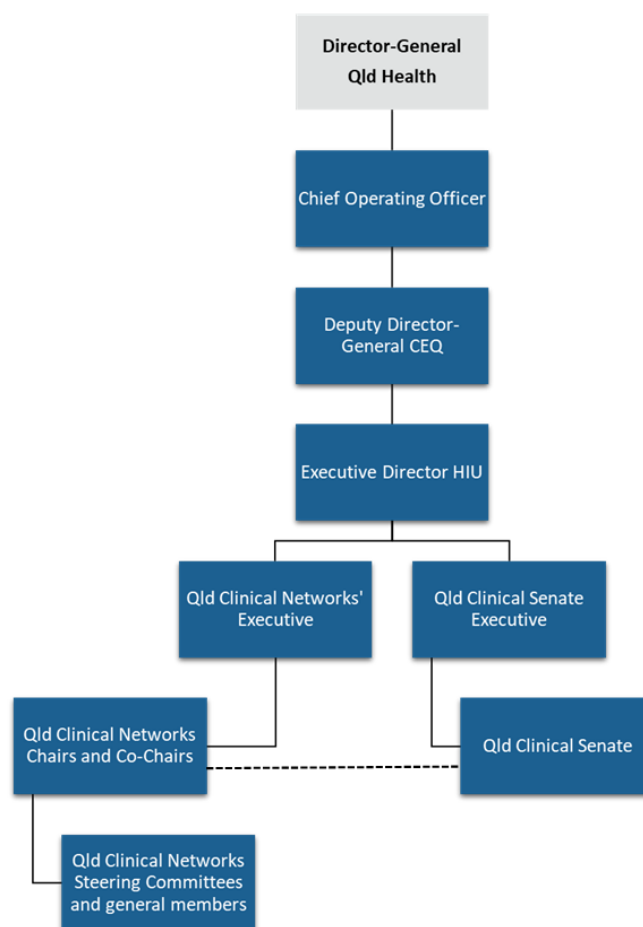 Director-General
Qld Health
Chief Operating Officer
Deputy Director-
General CEQ
Executive Director HIU
Qld Clinical Networks'
Executive
Qld Clinical Senate
Executive
Qld Clinical Networks
Chairs and Co-Chairs
Qld Clinical Senate
Qld Clinical Networks
Steering Committees
and general members